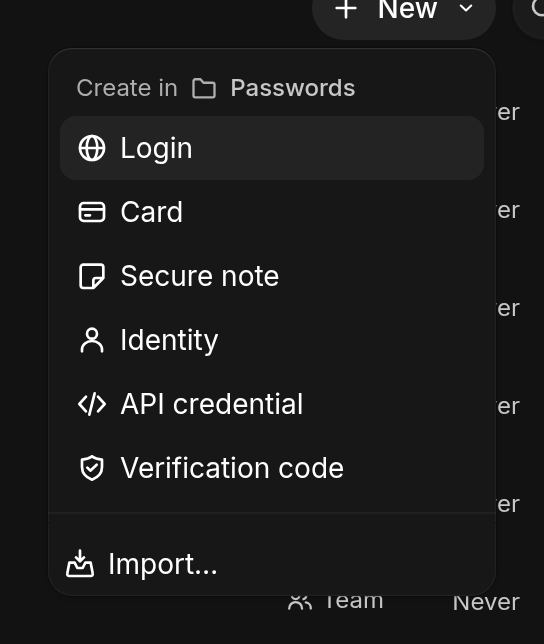 New
Create in Passwords
Login
Card
Secure note
Identity
API credential
Verification code
Import...
Team Never